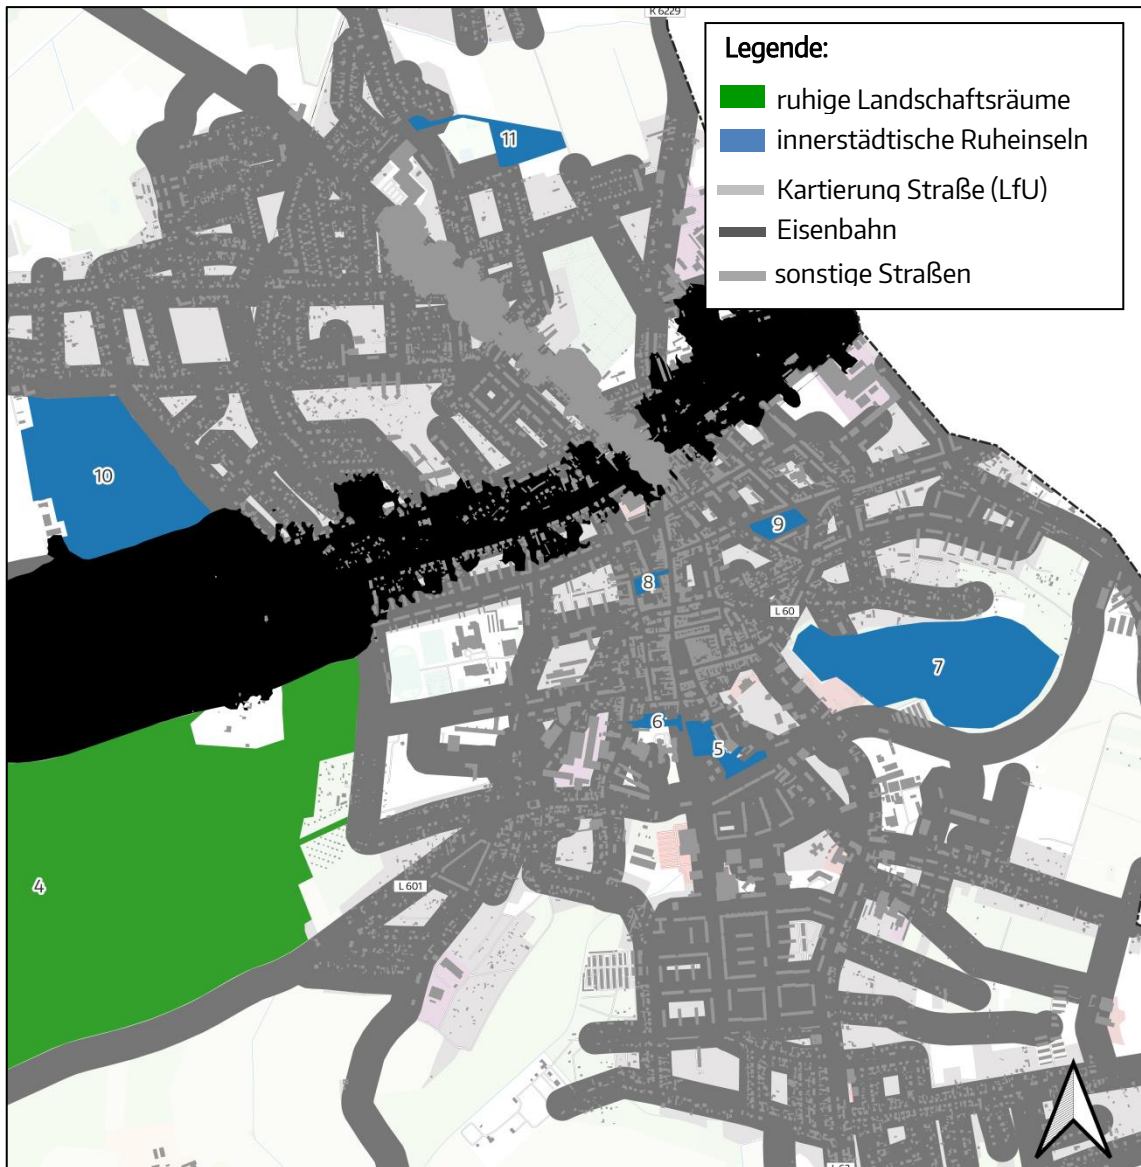 K 6229
Legende:
ruhige Landschaftsräume
innerstädtische Ruheinseln
Kartierung Straße (LfU)
Eisenbahn
sonstige Straßen
11
10
9
8
L 60
7
6
5
4
L 601